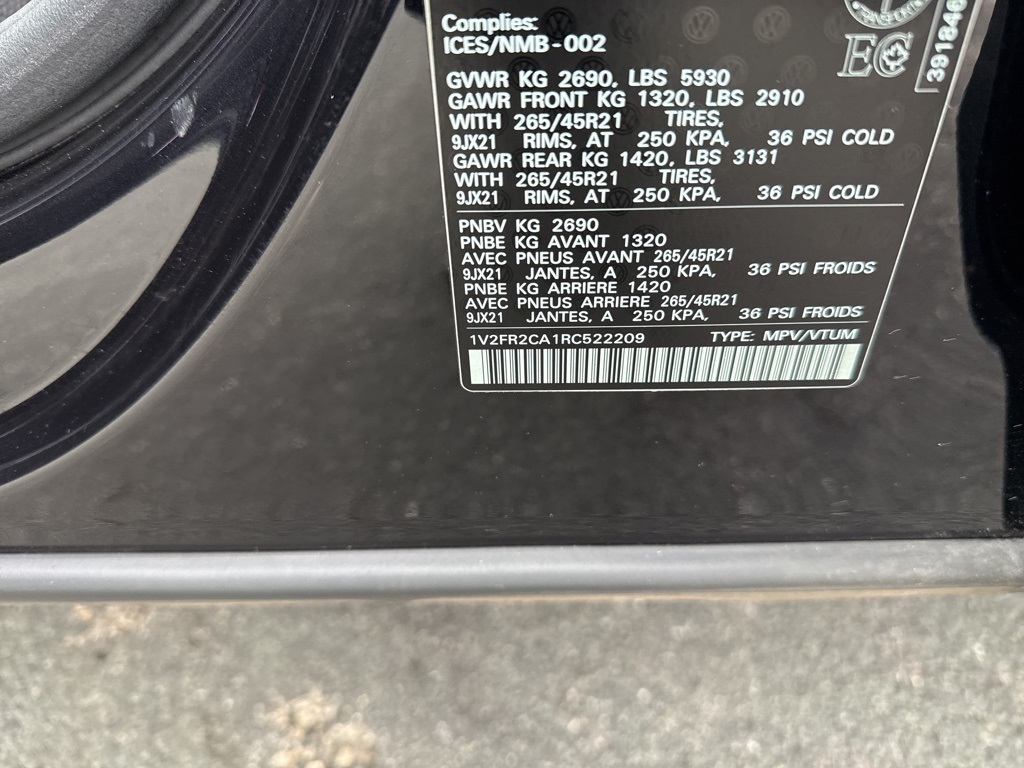 Complies:
ICES/NMB-002
EC
GVWR KG 2690, LBS 5930
GAWR FRONT KG 1320, LBS 2910
WITH 265/45R21 TIRES,
9JX21 RIMS, AT 250 KPA, 36 PSI COLD
GAWR REAR KG 1420, LBS 3131
WITH 265/45R21 TIRES,
9JX21 RIMS, AT 250 KPA, 36 PSI COLD
PNBV KG 2690
PNBE KG AVANT 1320
AVEC PNEUS AVANT 265/45R21
9JX21 JANTES, A 250 KPA, 36 PSI FROIDS
PNBE KG ARRIERE 1420
AVEC PNEUS ARRIERE 265/45R21
9JX21 JANTES, A 250 KPA, 36 PSI FROIDS
1V2FR2CA1RC522209 TYPE: MPV/VTUM